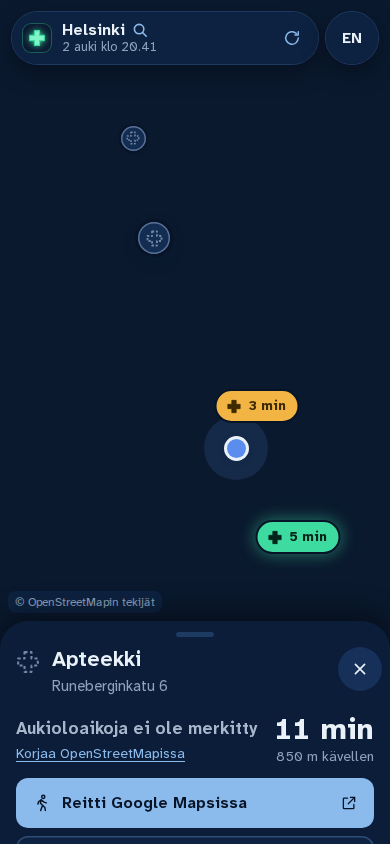 Helsinki
2 auki klo 20.41
EN
3 min
5 min
© OpenStreetMapin tekijät
Apteekki
Runeberginkatu 6
Aukioloaikoja ei ole merkitty
11 min
Korjaa OpenStreetMapissa
850 m kävellen
Reitti Google Mapsissa